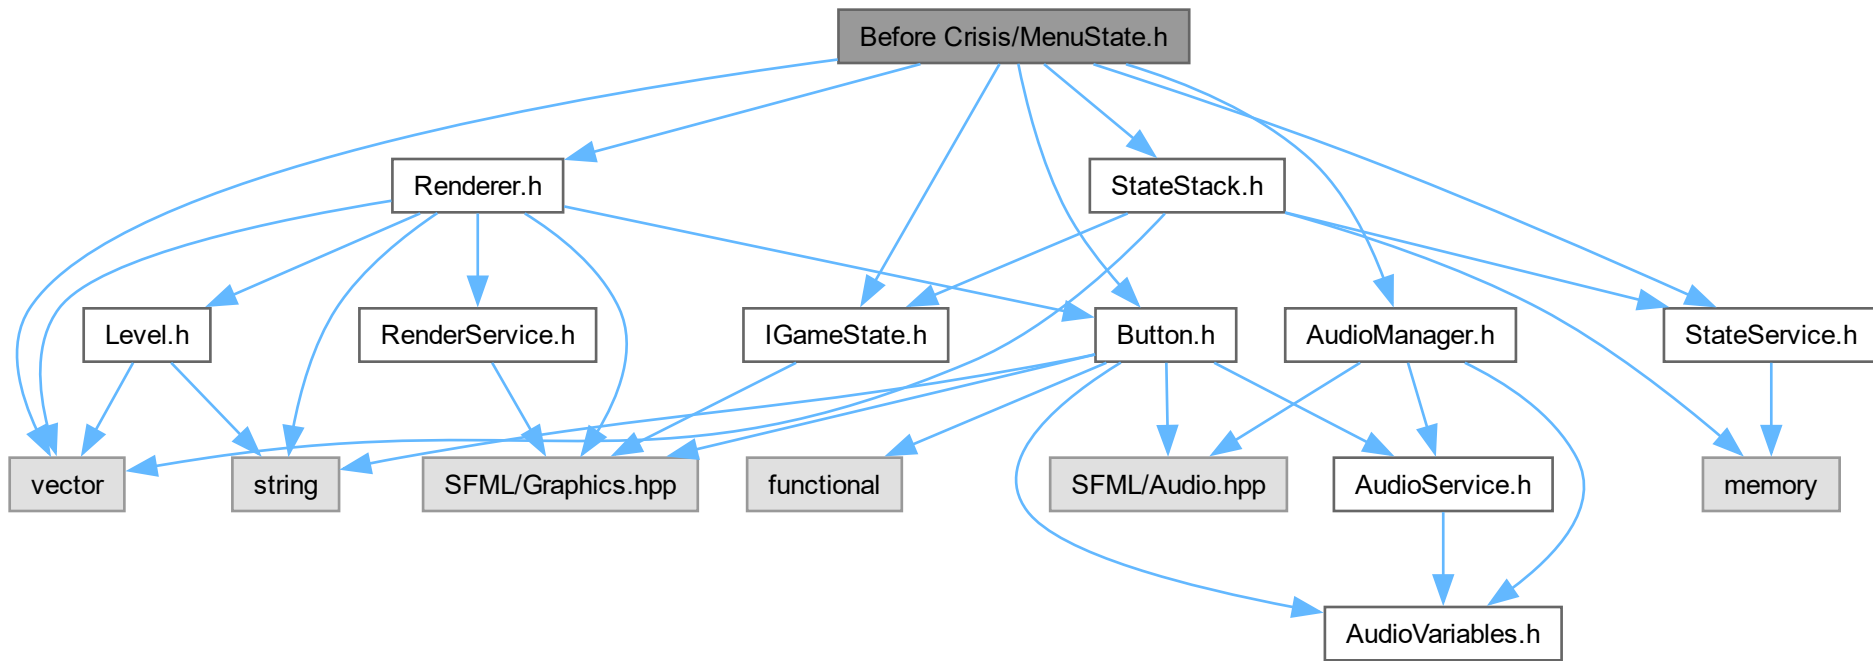 Before Crisis/MenuState.h
Renderer.h
StateStack.h
Level.h
RenderService.h
IGameState.h
Button.h
AudioManager.h
StateService.h
vector
string
SFML/Graphics.hpp
functional
SFML/Audio.hpp
AudioService.h
memory
AudioVariables.h